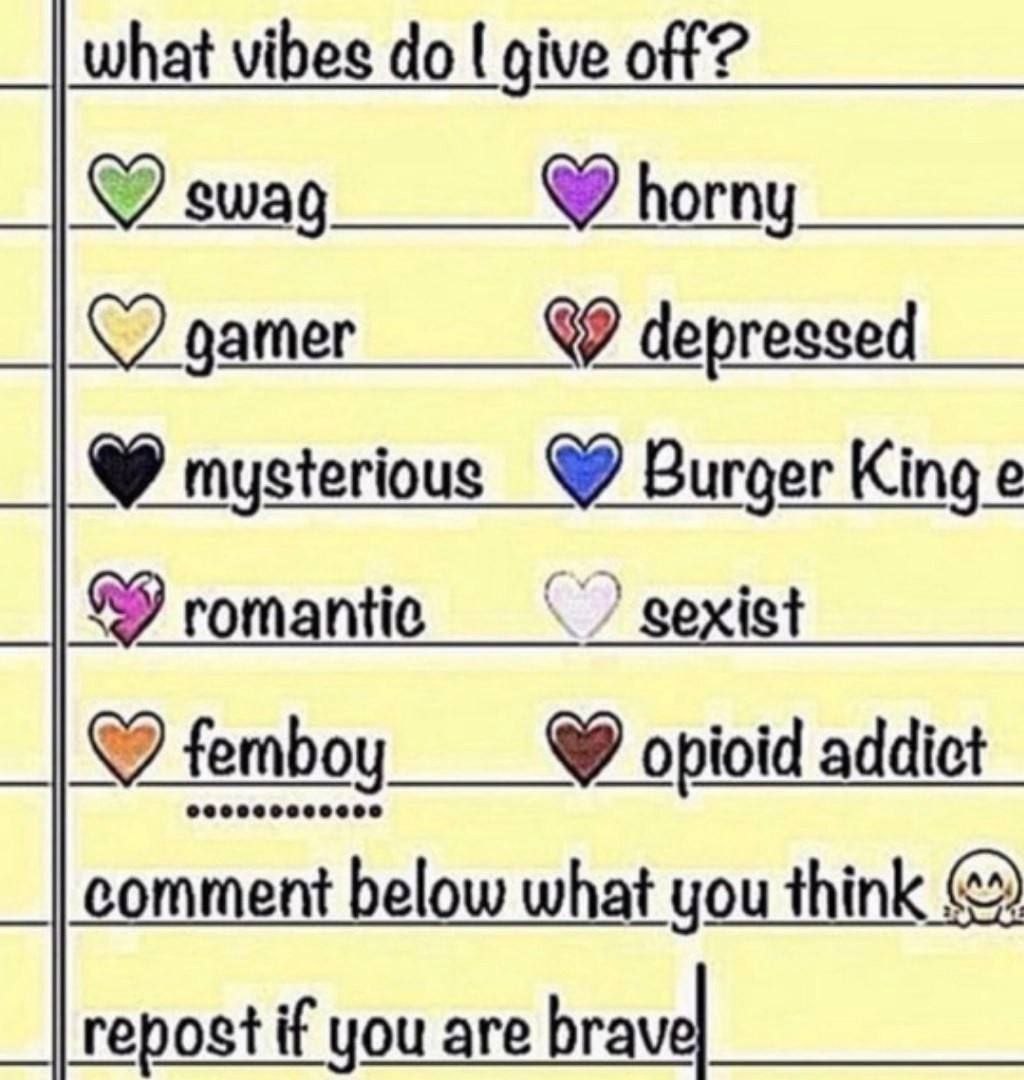 what vibes do I give off?
💚 swag 💜 horny
💛 gamer 💔 depressed
🖤 mysterious 💙 Burger King e
💞 romantic 🤍 sexist
🧡 femboy 🤎 opioid addict
comment below what you think 🤗
repost if you are brave